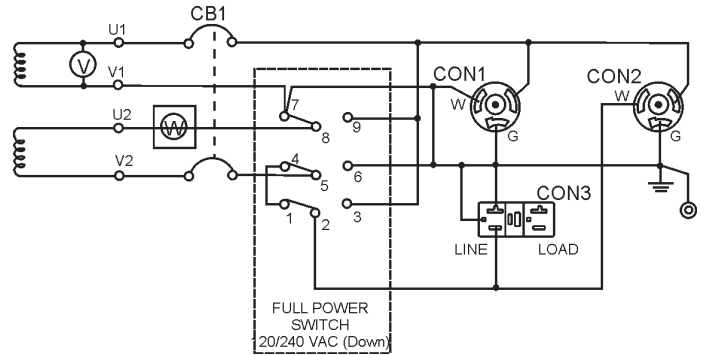 CB1
U1
V
V1
U2
V2
7
8
9
4
5
6
1
2
3
CON1
W
G
CON2
W
G
CON3
LINE
LOAD
FULL POWER
SWITCH
120/240 VAC (Down)